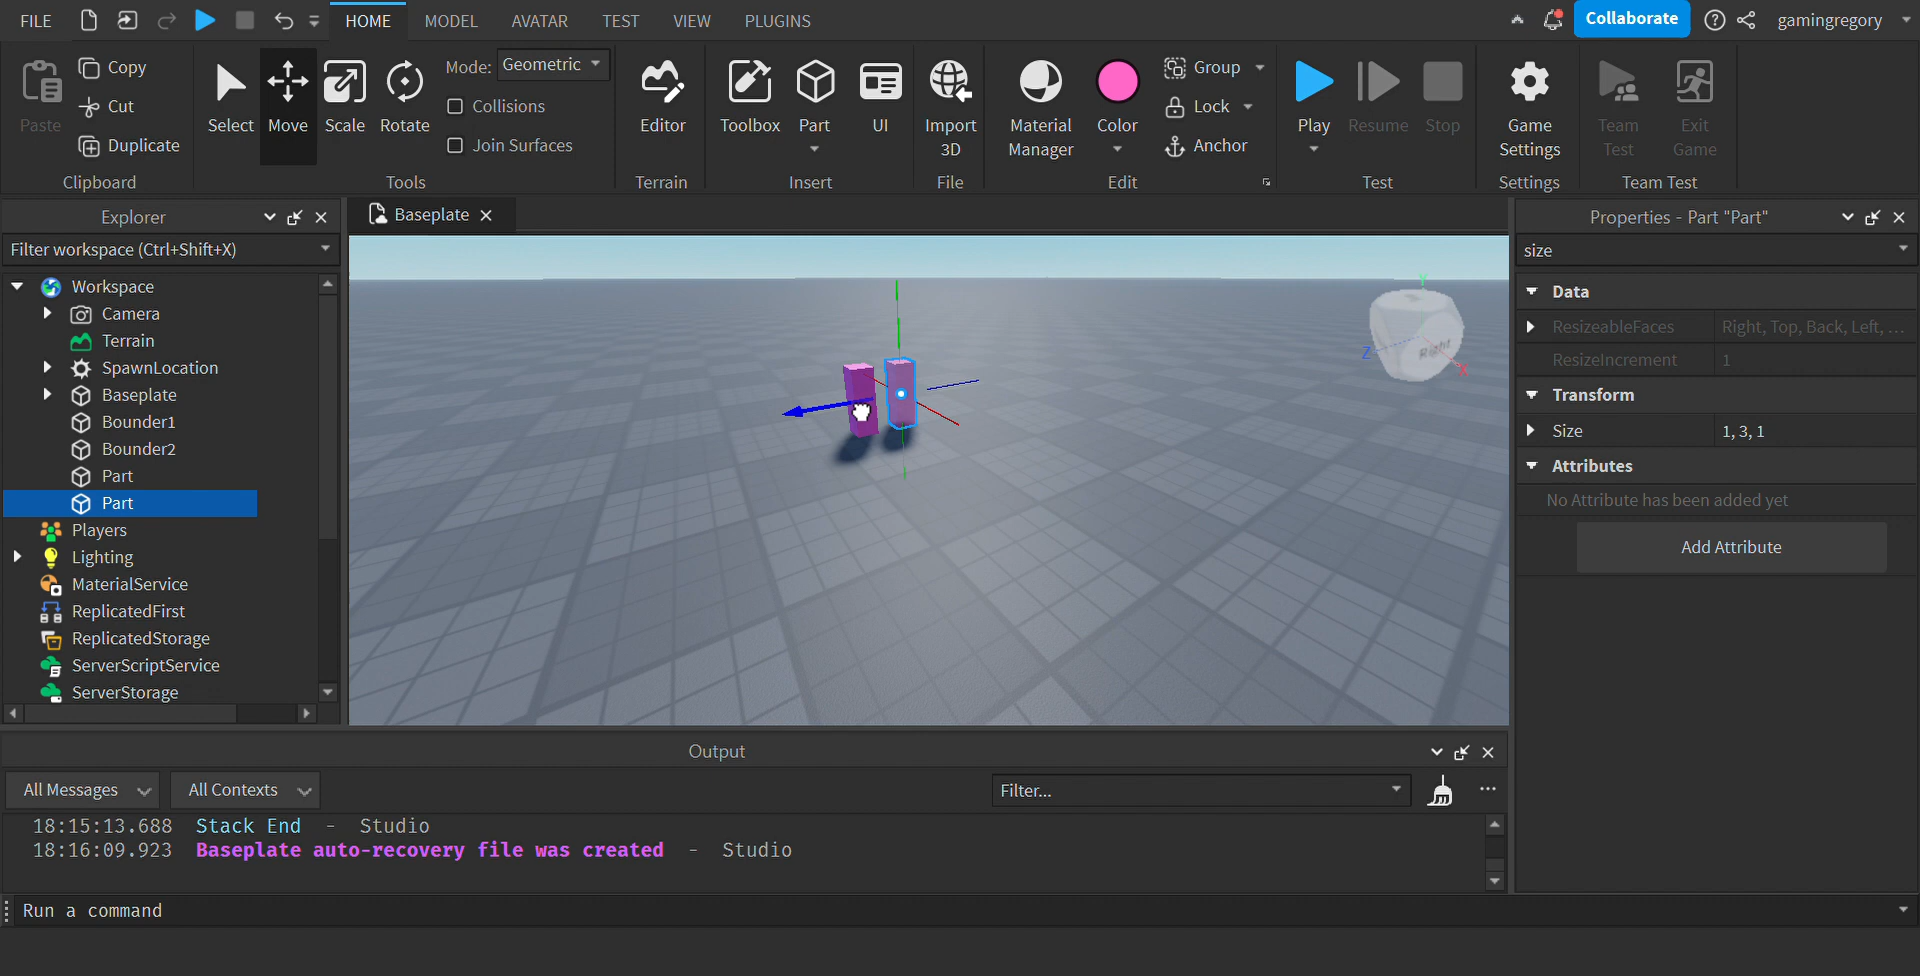 FILE HOME MODEL AVATAR TEST VIEW PLUGINS Collaborate gamingregory
Paste Copy Cut Duplicate
Clipboard
Select Move Scale Rotate
Mode: Geometric
Collisions
Join Surfaces
Tools
Editor
Terrain
Toolbox Part UI
Insert
Import 3D
File
Material Manager Color
Group
Lock
Anchor
Edit
Play Resume Stop
Test
Game Settings
Settings
Team Test Exit Game
Team Test
Explorer
Filter workspace (Ctrl+Shift+X)
Workspace
Camera
Terrain
SpawnLocation
Baseplate
Bounder1
Bounder2
Part
Part
Players
Lighting
MaterialService
ReplicatedFirst
ReplicatedStorage
ServerScriptService
ServerStorage
Baseplate
Y
Z
Right
X
Properties - Part "Part"
size
Data
ResizeableFaces Right, Top, Back, Left, ...
ResizeIncrement 1
Transform
Size 1, 3, 1
Attributes
No Attribute has been added yet
Add Attribute
Output
All Messages All Contexts Filter...
18:15:13.688 Stack End - Studio
18:16:09.923 Baseplate auto-recovery file was created - Studio
Run a command